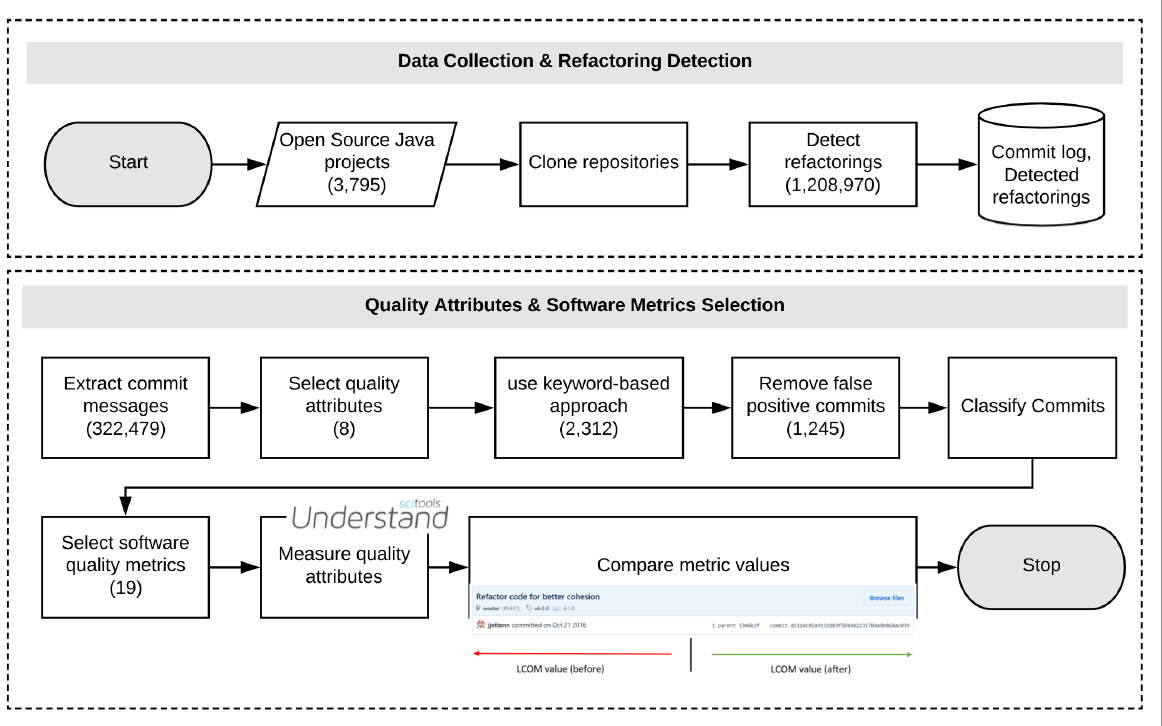 Data Collection & Refactoring Detection
Start
Open Source Java
projects
(3,795)
Clone repositories
Detect
refactorings
(1,208,970)
Commit log,
Detected
refactorings
Quality Attributes & Software Metrics Selection
Extract commit
messages
(322,479)
Select quality
attributes
(8)
use keyword-based
approach
(2,312)
Remove false
positive commits
(1,245)
Classify Commits
Select software
quality metrics
(19)
scitools
Understand
Measure quality
attributes
Compare metric values
Refactor code for better cohesion
Browse files
master (#5437) v6.0.0 ... 6.1.0
jjettenn committed on Oct 21 2016
1 parent 5346b2f commit
LCOM value (before)
LCOM value (after)
Stop